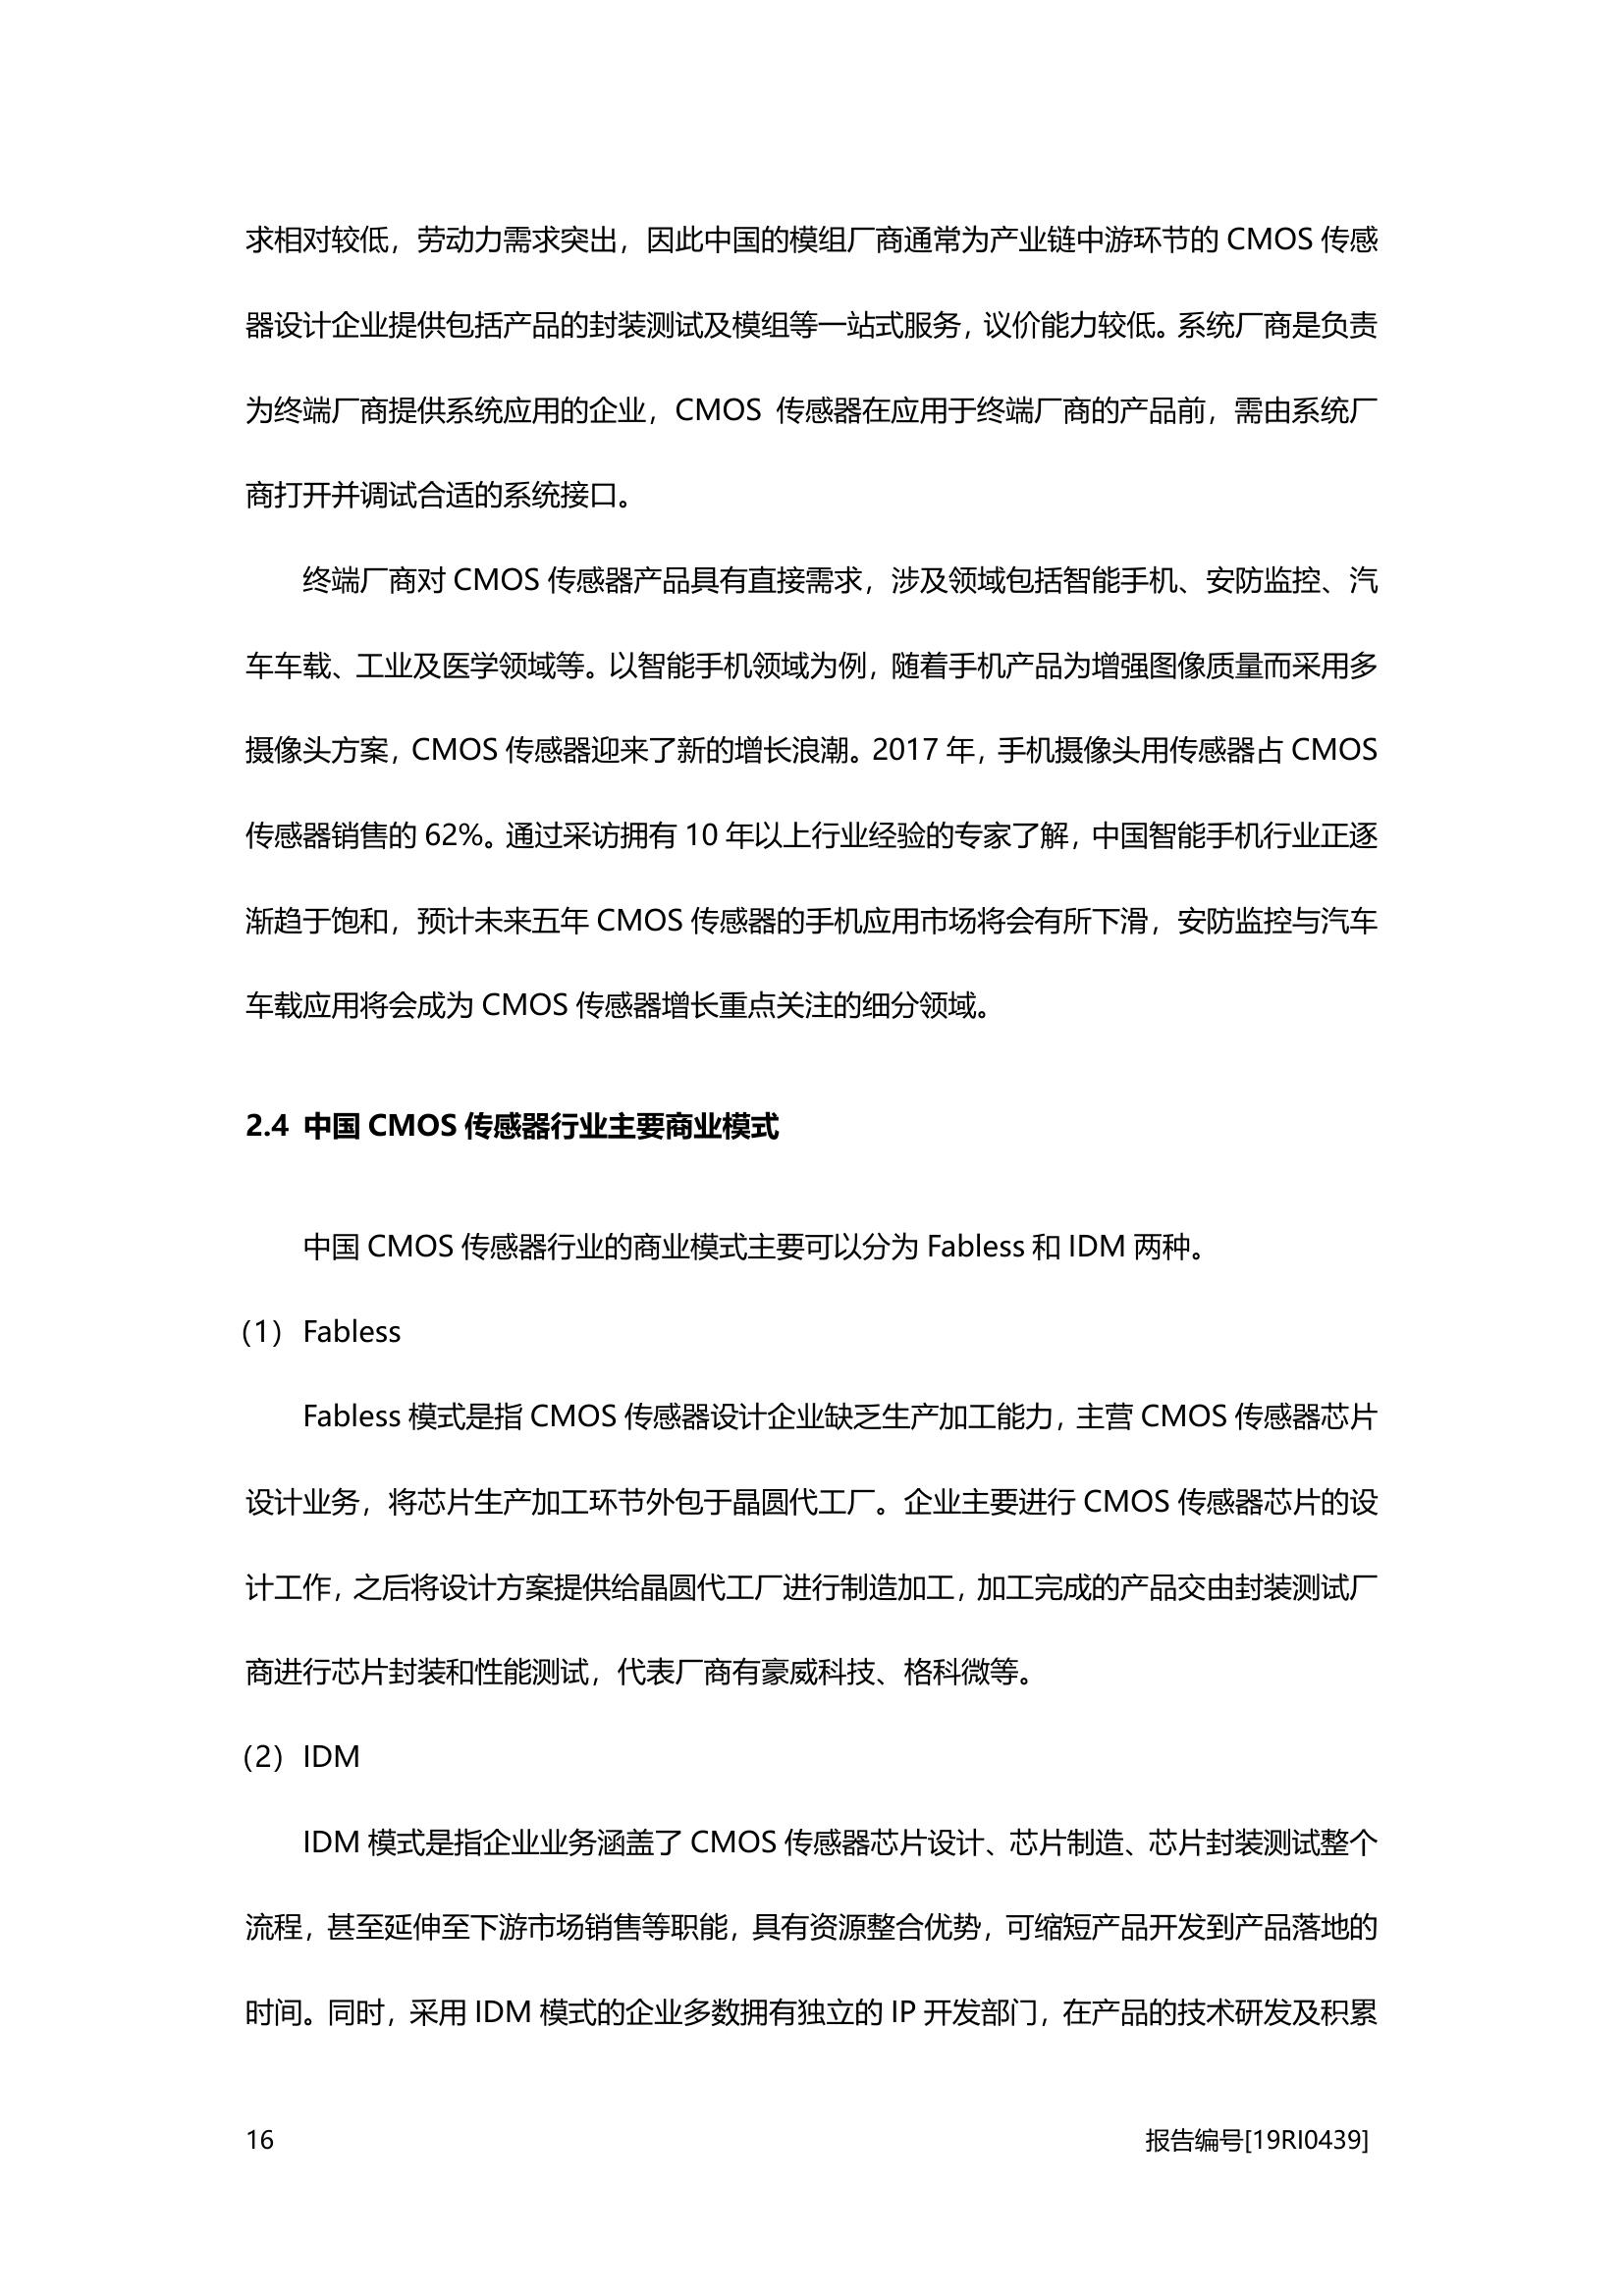 求相对较低，劳动力需求突出，因此中国的模组厂商通常为产业链中游环节的 CMOS 传感
器设计企业提供包括产品的封装测试及模组等一站式服务，议价能力较低。系统厂商是负责
为终端厂商提供系统应用的企业，CMOS 传感器在应用于终端厂商的产品前，需由系统厂
商打开并调试合适的系统接口。
终端厂商对 CMOS 传感器产品具有直接需求，涉及领域包括智能手机、安防监控、汽
车车载、工业及医学领域等。以智能手机领域为例，随着手机产品为增强图像质量而采用多
摄像头方案，CMOS 传感器迎来了新的增长浪潮。2017 年，手机摄像头用传感器占 CMOS
传感器销售的 62%。通过采访拥有 10 年以上行业经验的专家了解，中国智能手机行业正逐
渐趋于饱和，预计未来五年 CMOS 传感器的手机应用市场将会有所下滑，安防监控与汽车
车载应用将会成为 CMOS 传感器增长重点关注的细分领域。
2.4 中国 CMOS 传感器行业主要商业模式
中国 CMOS 传感器行业的商业模式主要可以分为 Fabless 和 IDM 两种。
（1） Fabless
Fabless 模式是指 CMOS 传感器设计企业缺乏生产加工能力，主营 CMOS 传感器芯片
设计业务，将芯片生产加工环节外包于晶圆代工厂。企业主要进行 CMOS 传感器芯片的设
计工作，之后将设计方案提供给晶圆代工厂进行制造加工，加工完成的产品交由封装测试厂
商进行芯片封装和性能测试，代表厂商有豪威科技、格科微等。
（2） IDM
IDM 模式是指企业业务涵盖了 CMOS 传感器芯片设计、芯片制造、芯片封装测试整个
流程，甚至延伸至下游市场销售等职能，具有资源整合优势，可缩短产品开发到产品落地的
时间。同时，采用 IDM 模式的企业多数拥有独立的 IP 开发部门，在产品的技术研发及积累
16 报告编号[19RI0439]